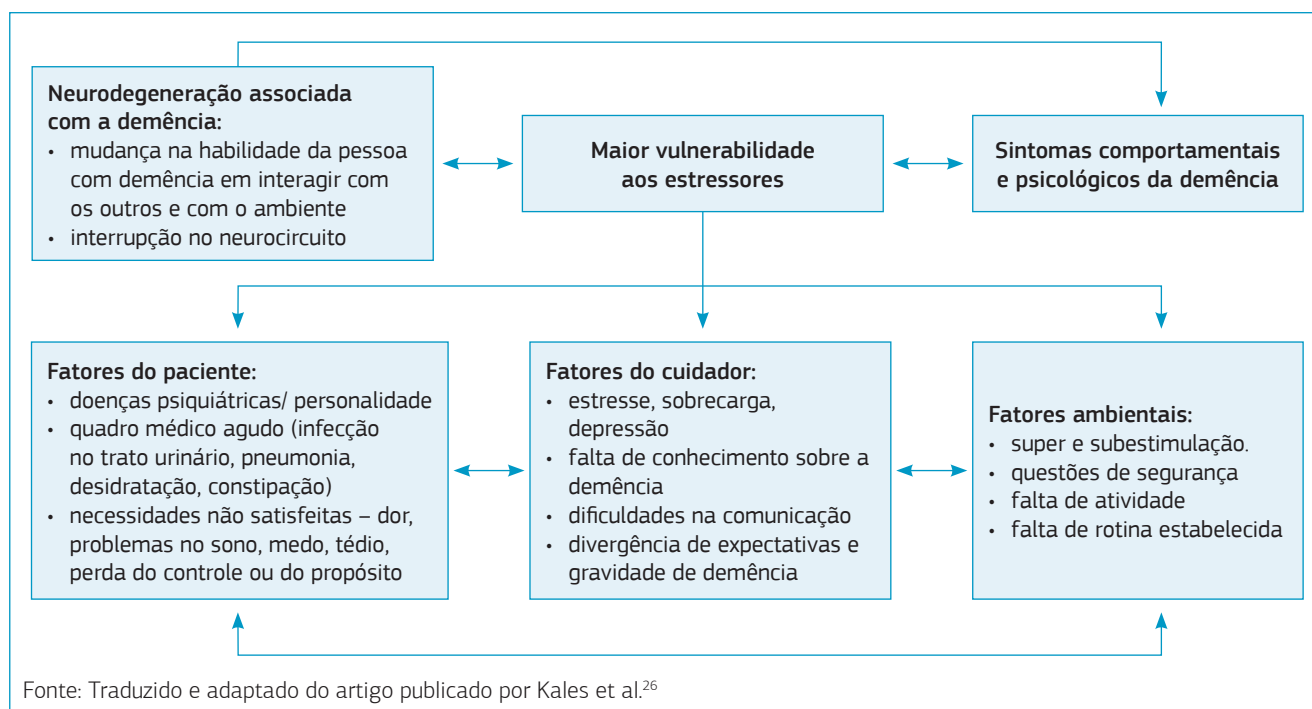 Neurodegeneração associada
com a demência:
• mudança na habilidade da pessoa
com demência em interagir com
os outros e com o ambiente
• interrupção no neurocircuito
Maior vulnerabilidade
aos estressores
Sintomas comportamentais
e psicológicos da demência
Fatores do paciente:
• doenças psiquiátricas/ personalidade
• quadro médico agudo (infecção
no trato urinário, pneumonia,
desidratação, constipação)
• necessidades não satisfeitas – dor,
problemas no sono, medo, tédio,
perda do controle ou do propósito
Fatores do cuidador:
• estresse, sobrecarga,
depressão
• falta de conhecimento sobre a
demência
• dificuldades na comunicação
• divergência de expectativas e
gravidade de demência
Fatores ambientais:
• super e subestimulação.
• questões de segurança
• falta de atividade
• falta de rotina estabelecida
Fonte: Traduzido e adaptado do artigo publicado por Kales et al.²⁶